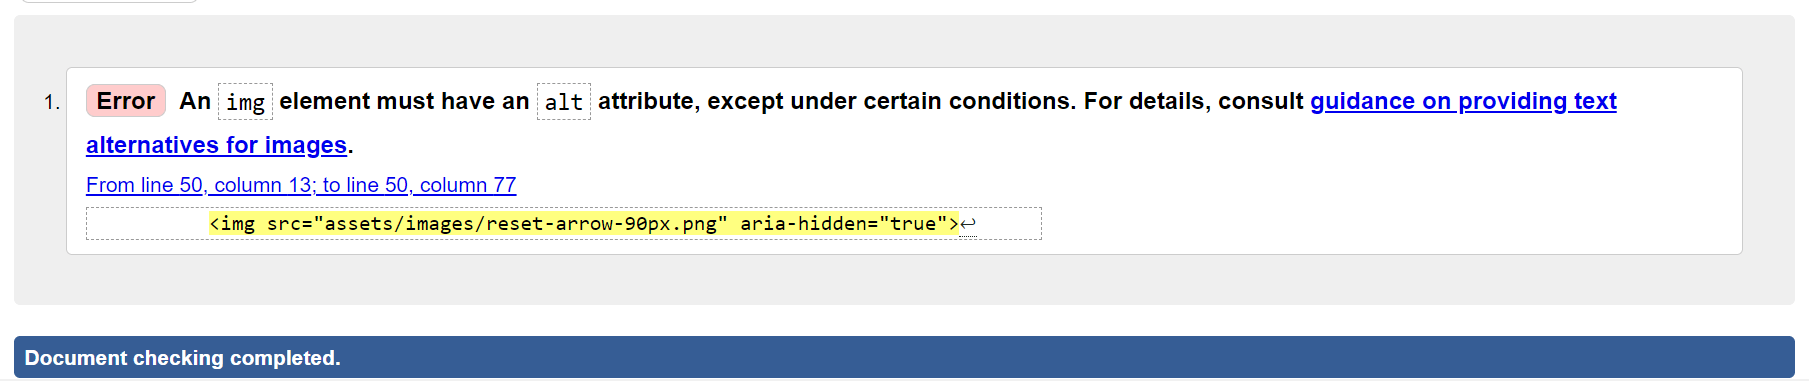 1. Error An img element must have an alt attribute, except under certain conditions. For details, consult guidance on providing text
alternatives for images.
From line 50, column 13; to line 50, column 77
<img src="assets/images/reset-arrow-90px.png" aria-hidden="true">↩
Document checking completed.